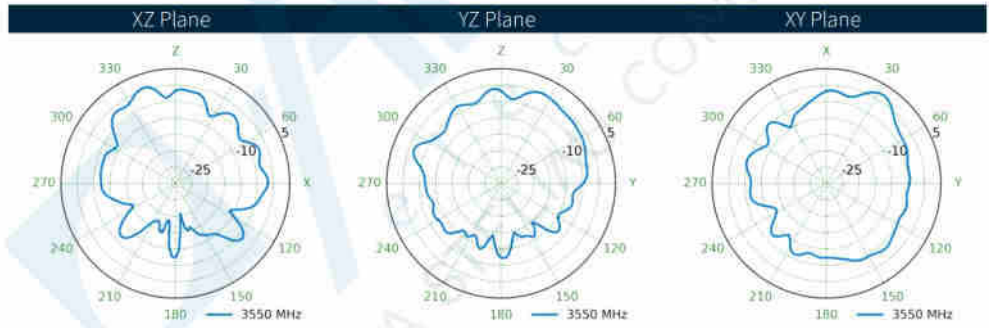 XZ Plane YZ Plane XY Plane
Z Z X
330 30 330 30 330 30
300 60 300 60 300 60
5 5 5
-10 -10 -10
-25 -25 -25
270 X 270 Y 270 Y
240 120 240 120 240 120
210 150 210 150 210 150
180 3550 MHz 180 3550 MHz 180 3550 MHz